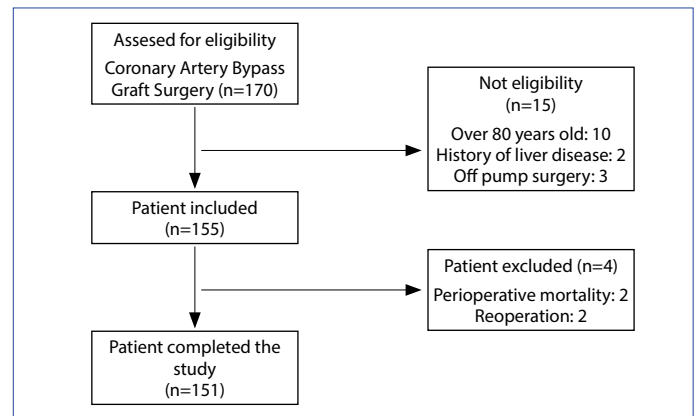 Assesed for eligibility
Coronary Artery Bypass
Graft Surgery (n=170)
Not eligibility
(n=15)
Over 80 years old: 10
History of liver disease: 2
Off pump surgery: 3
Patient included
(n=155)
Patient excluded (n=4)
Perioperative mortality: 2
Reoperation: 2
Patient completed the
study
(n=151)